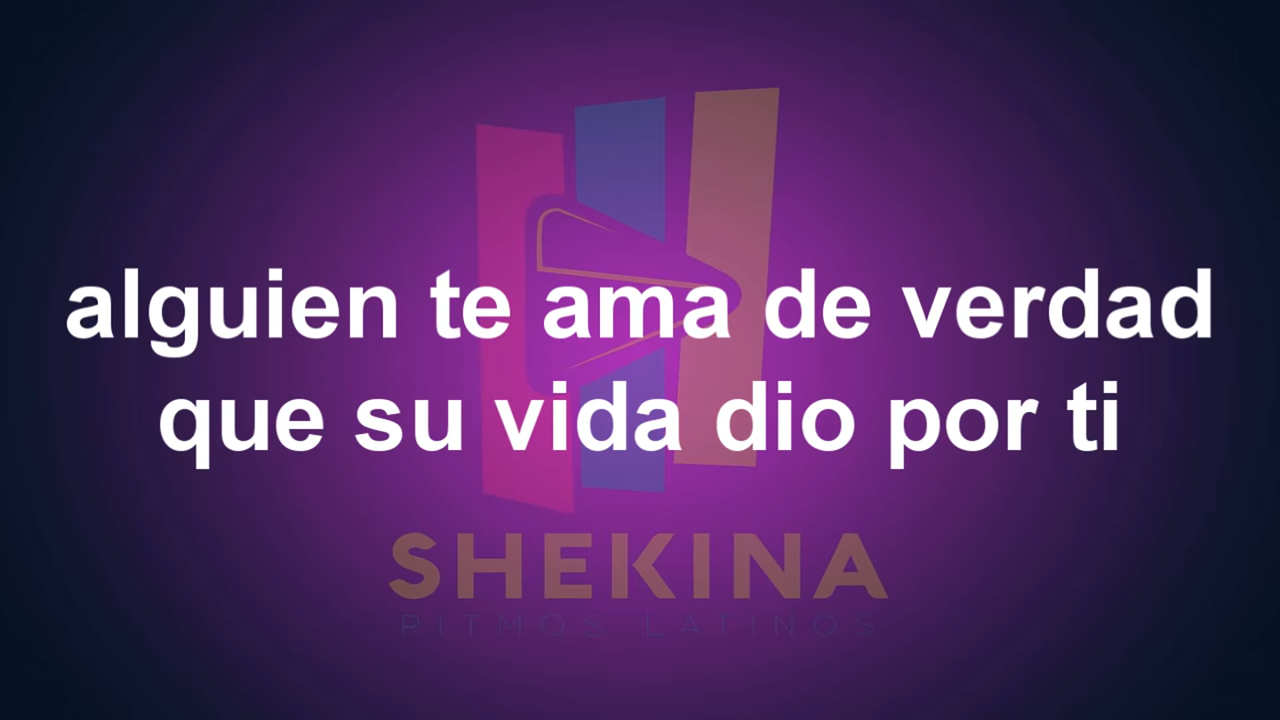 alguien te ama de verdad
que su vida dio por ti
SHEKINA
RITMOS LATINOS